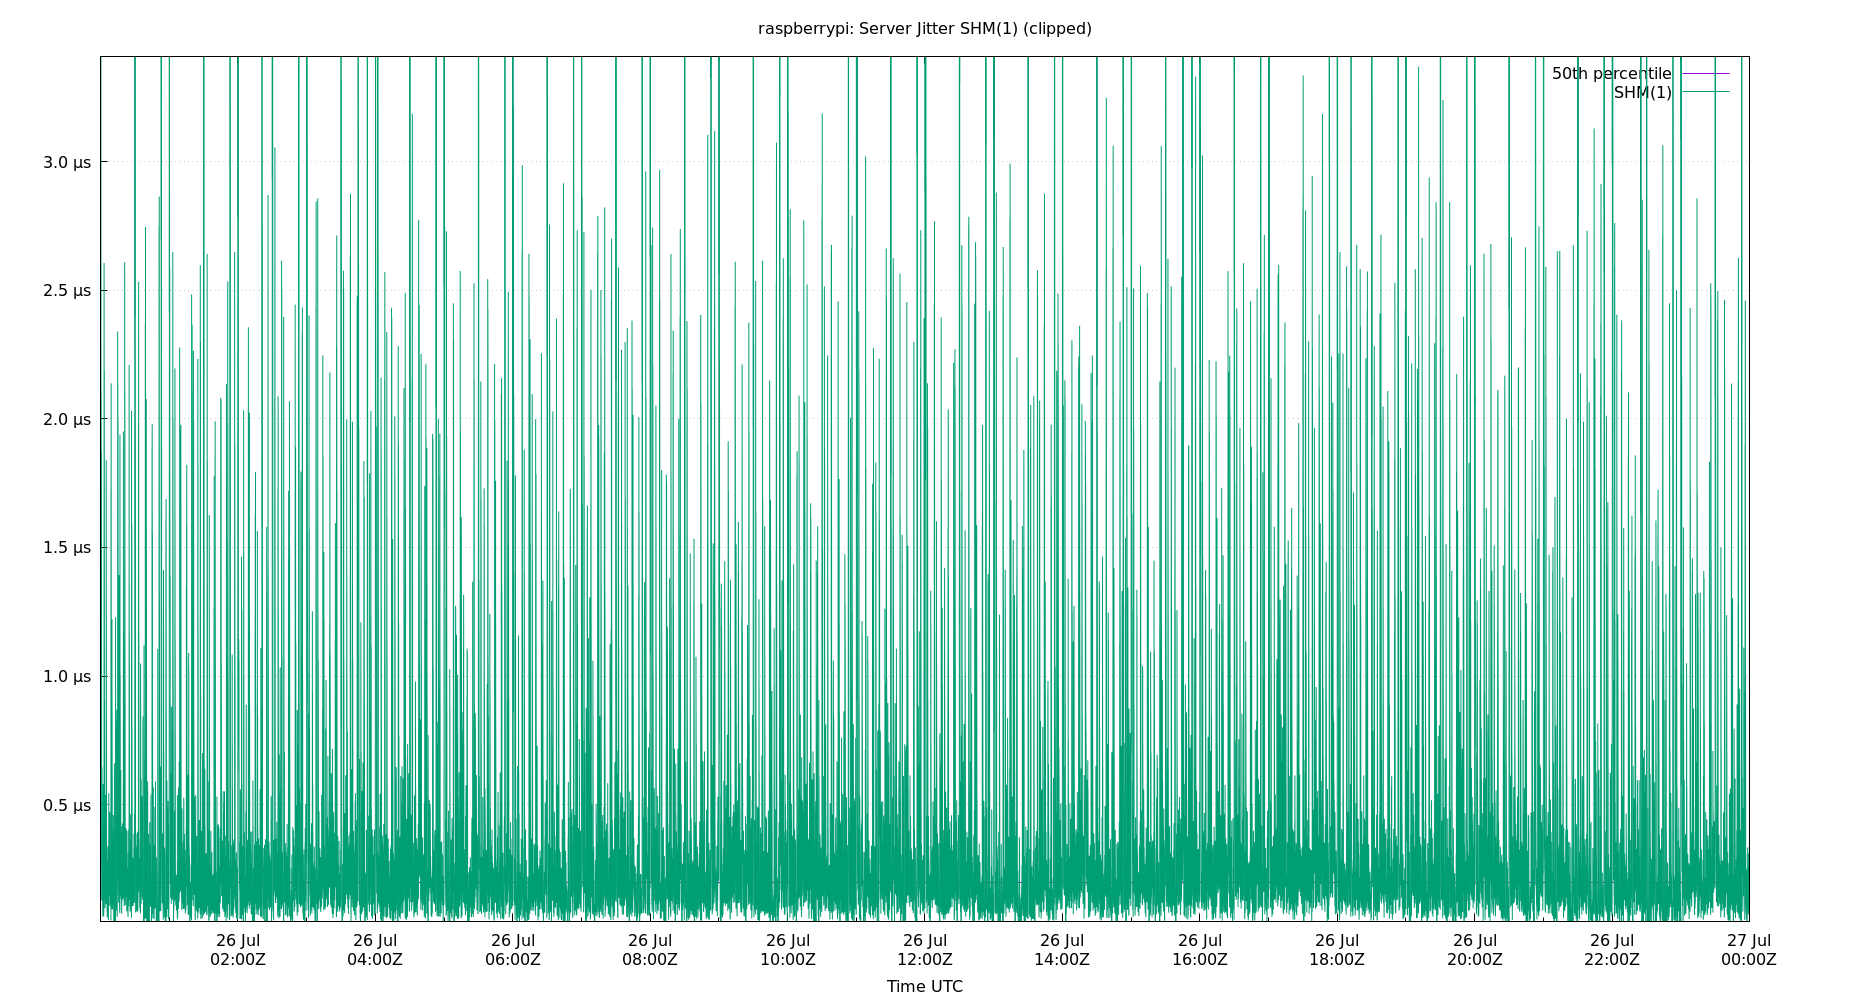 raspberrypi: Server Jitter SHM(1) (clipped)
50th percentile
SHM(1)
3.0 µs
2.5 µs
2.0 µs
1.5 µs
1.0 µs
0.5 µs
26 Jul 26 Jul 26 Jul 26 Jul 26 Jul 26 Jul 26 Jul 26 Jul 26 Jul 26 Jul 26 Jul 27 Jul
02:00Z 04:00Z 06:00Z 08:00Z 10:00Z 12:00Z 14:00Z 16:00Z 18:00Z 20:00Z 22:00Z 00:00Z
Time UTC